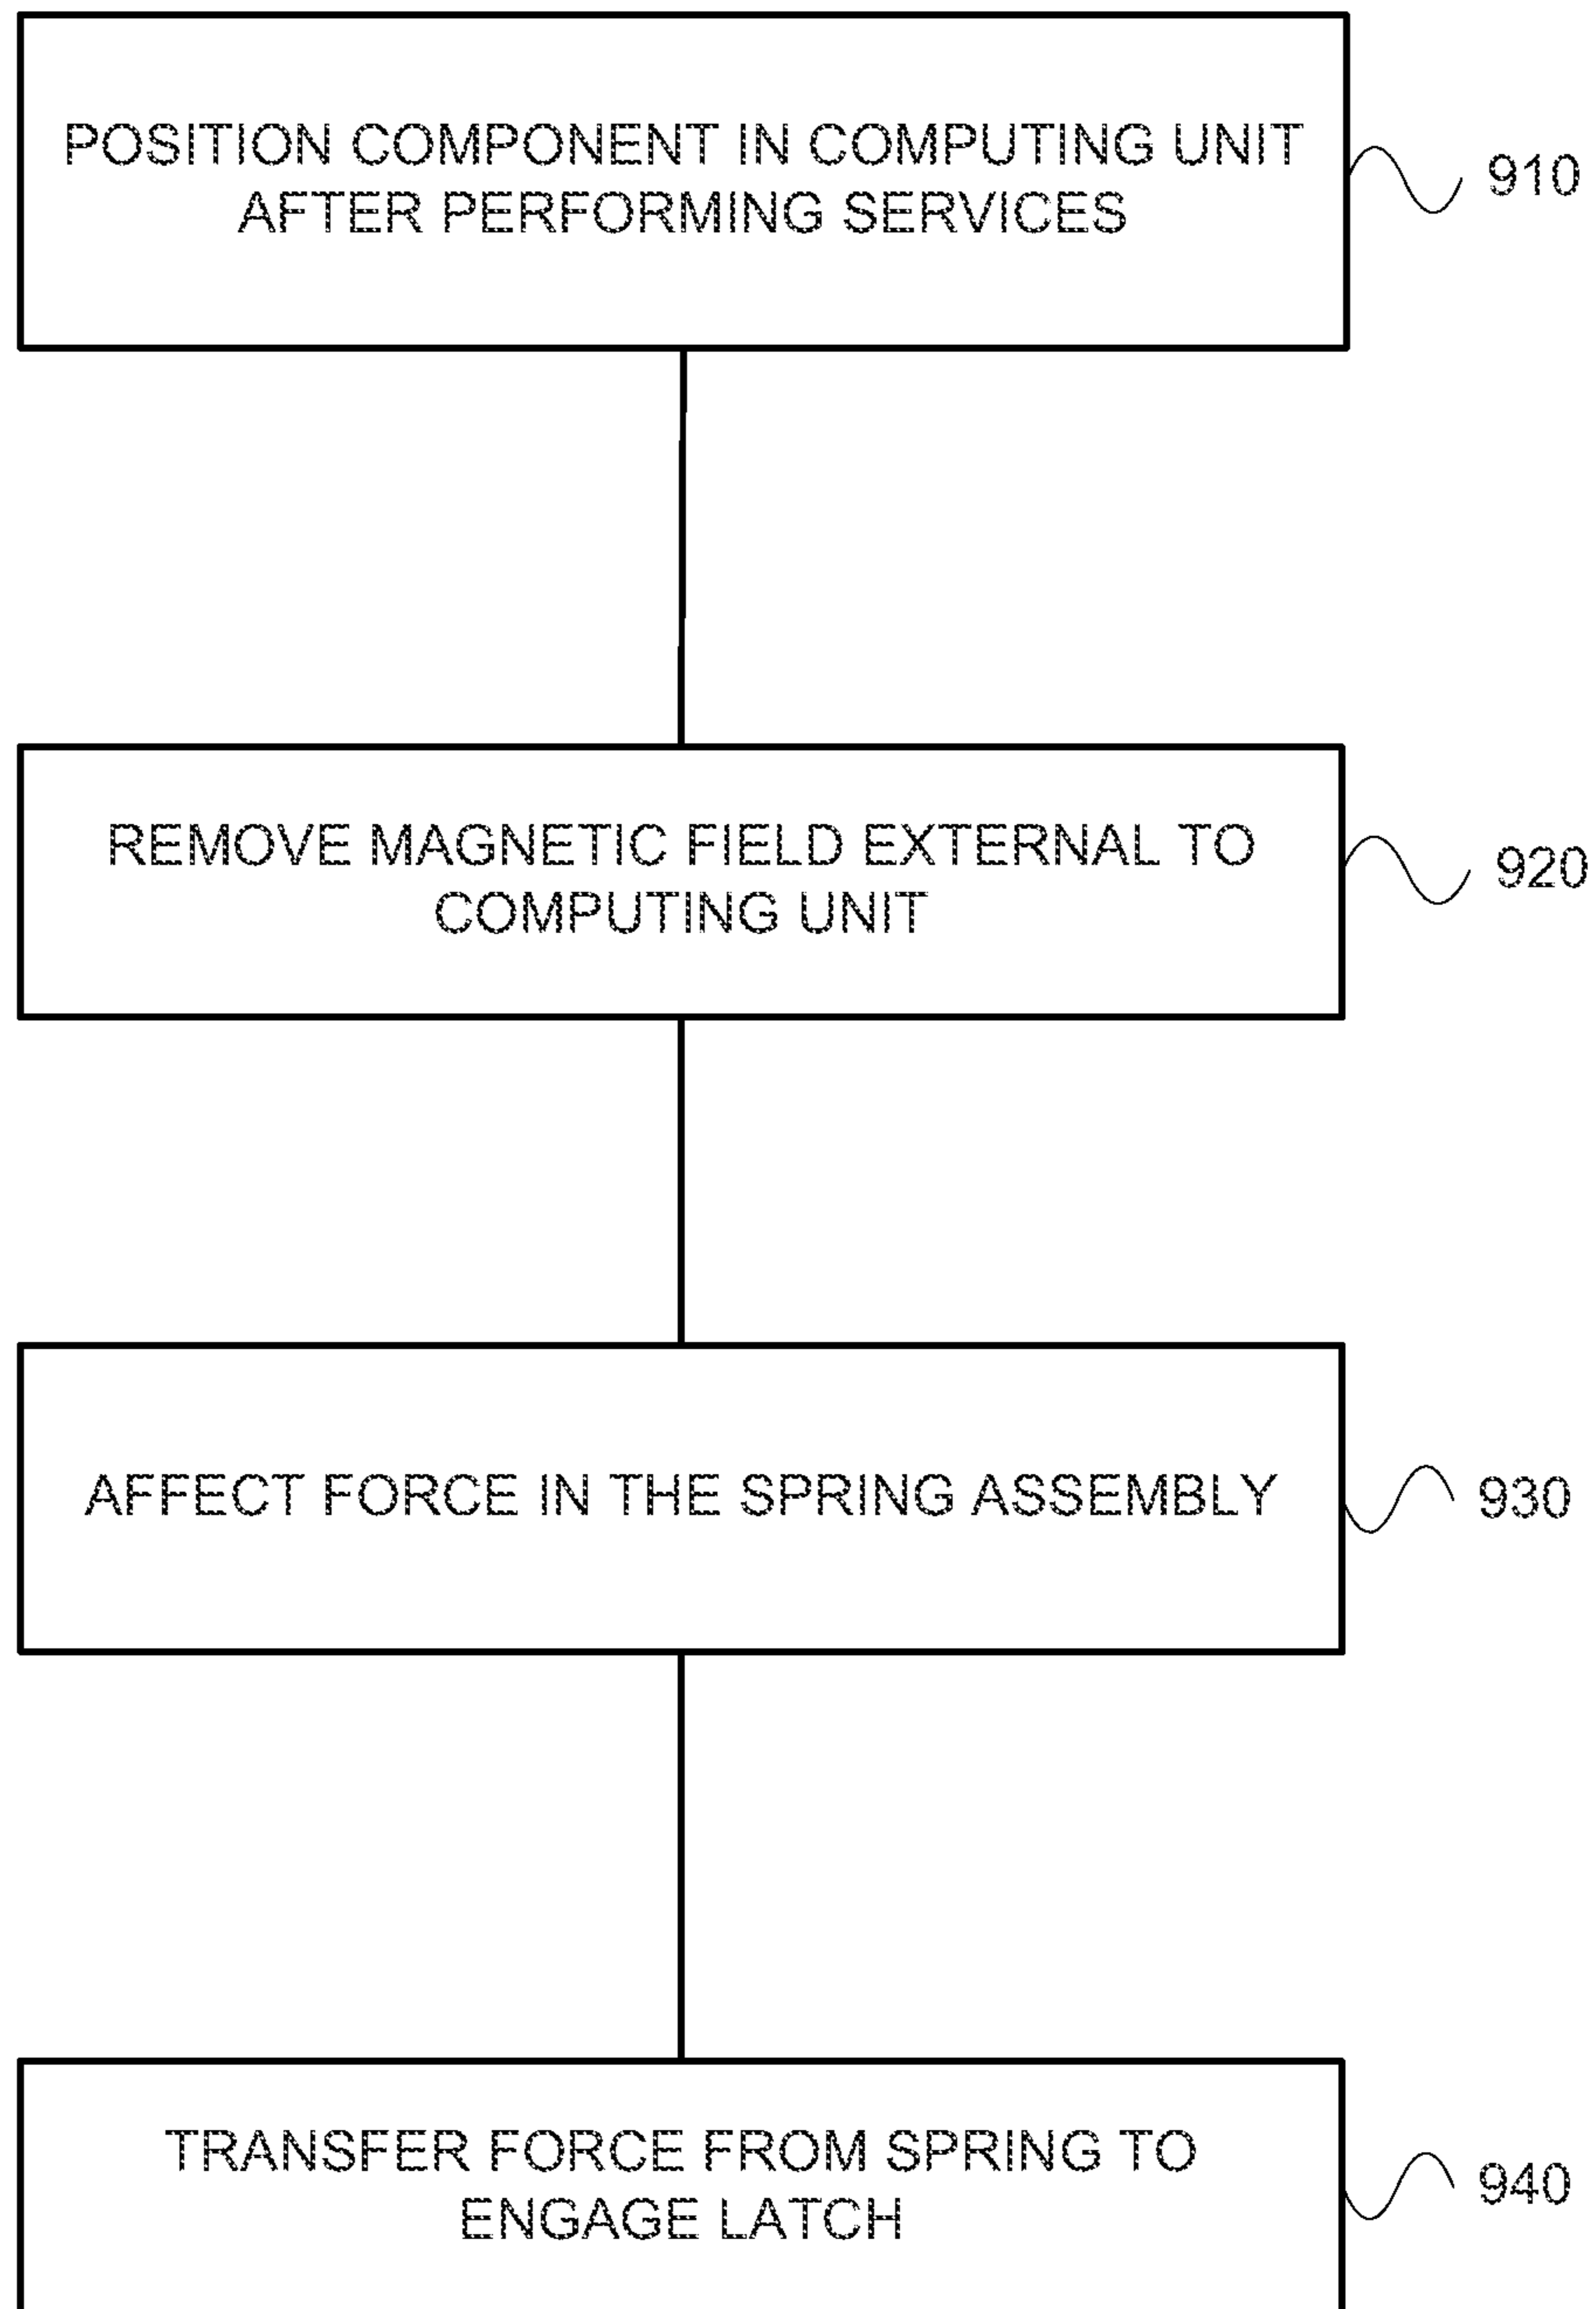 POSITION COMPONENT IN COMPUTING UNIT
AFTER PERFORMING SERVICES
910
REMOVE MAGNETIC FIELD EXTERNAL TO
COMPUTING UNIT
920
AFFECT FORCE IN THE SPRING ASSEMBLY
930
TRANSFER FORCE FROM SPRING TO
ENGAGE LATCH
940